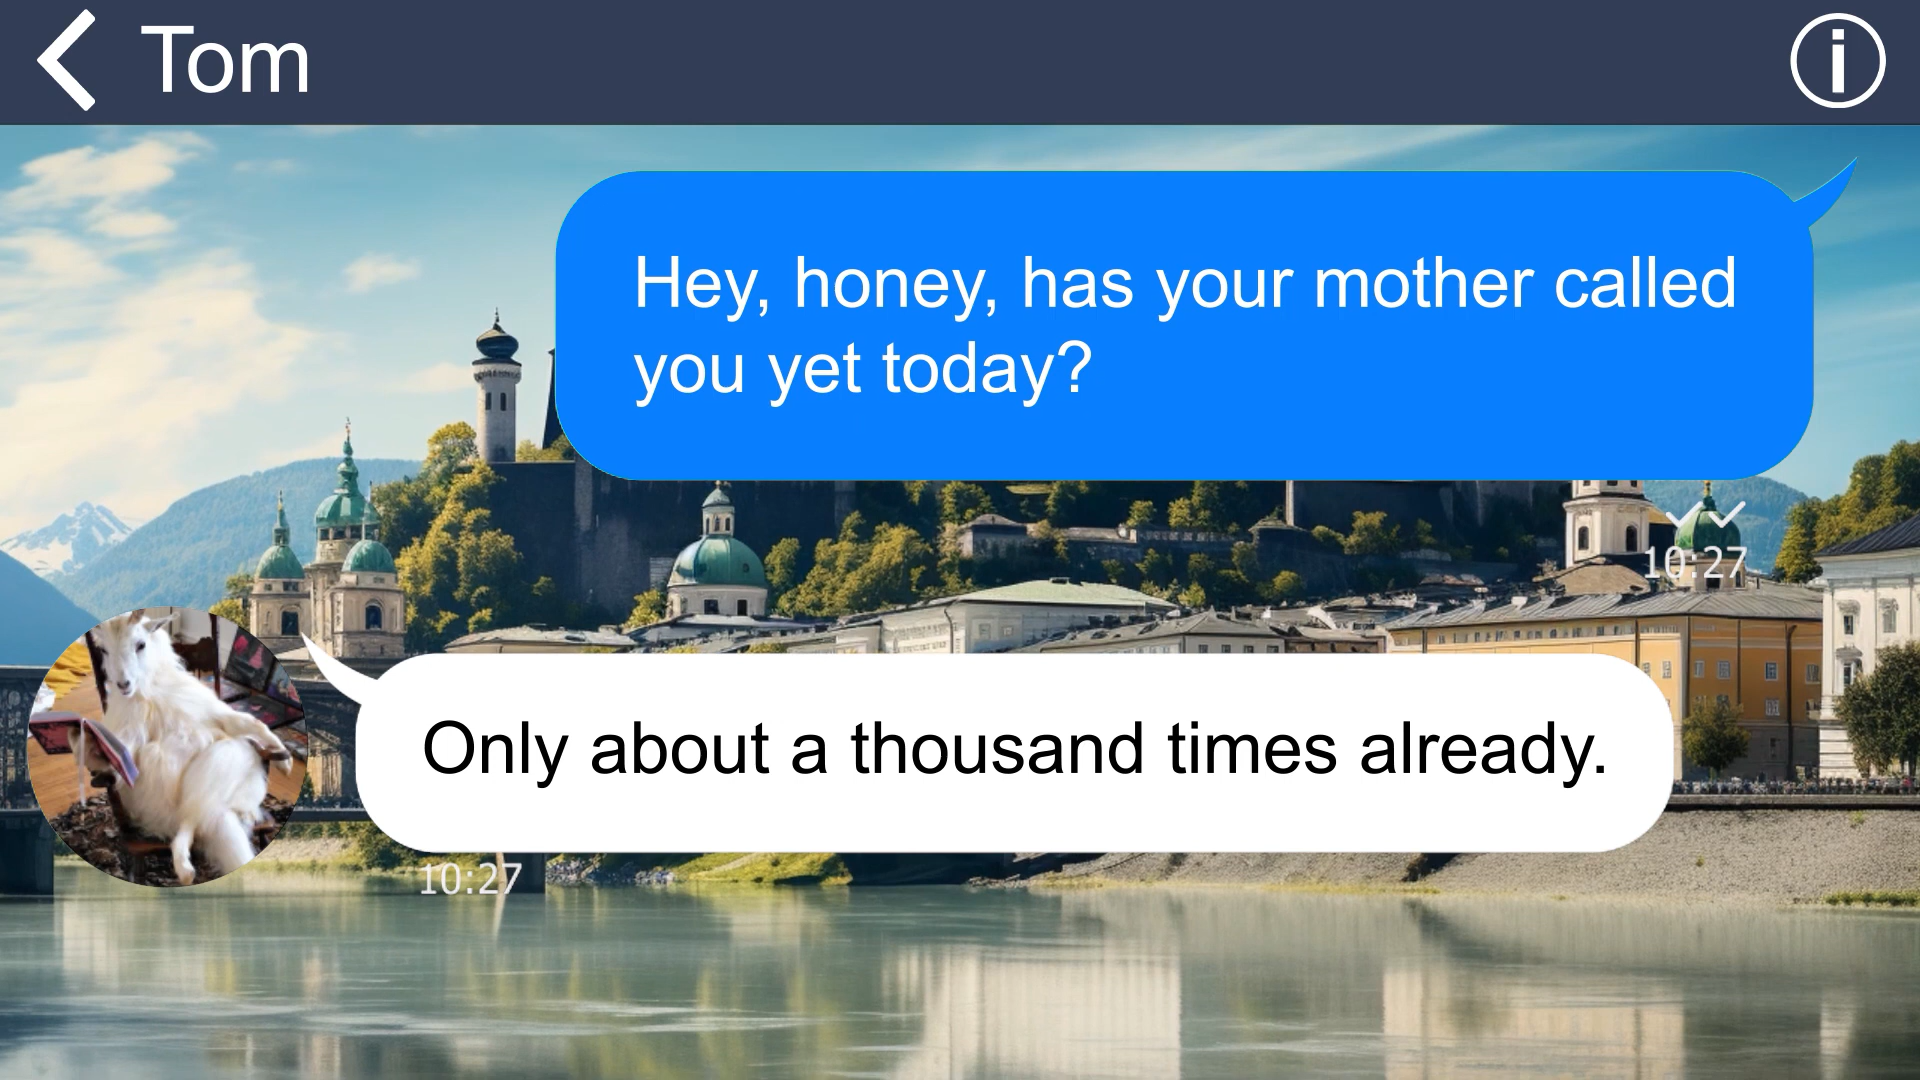 Tom
Hey, honey, has your mother called
you yet today?
10:27
Only about a thousand times already.
10:27